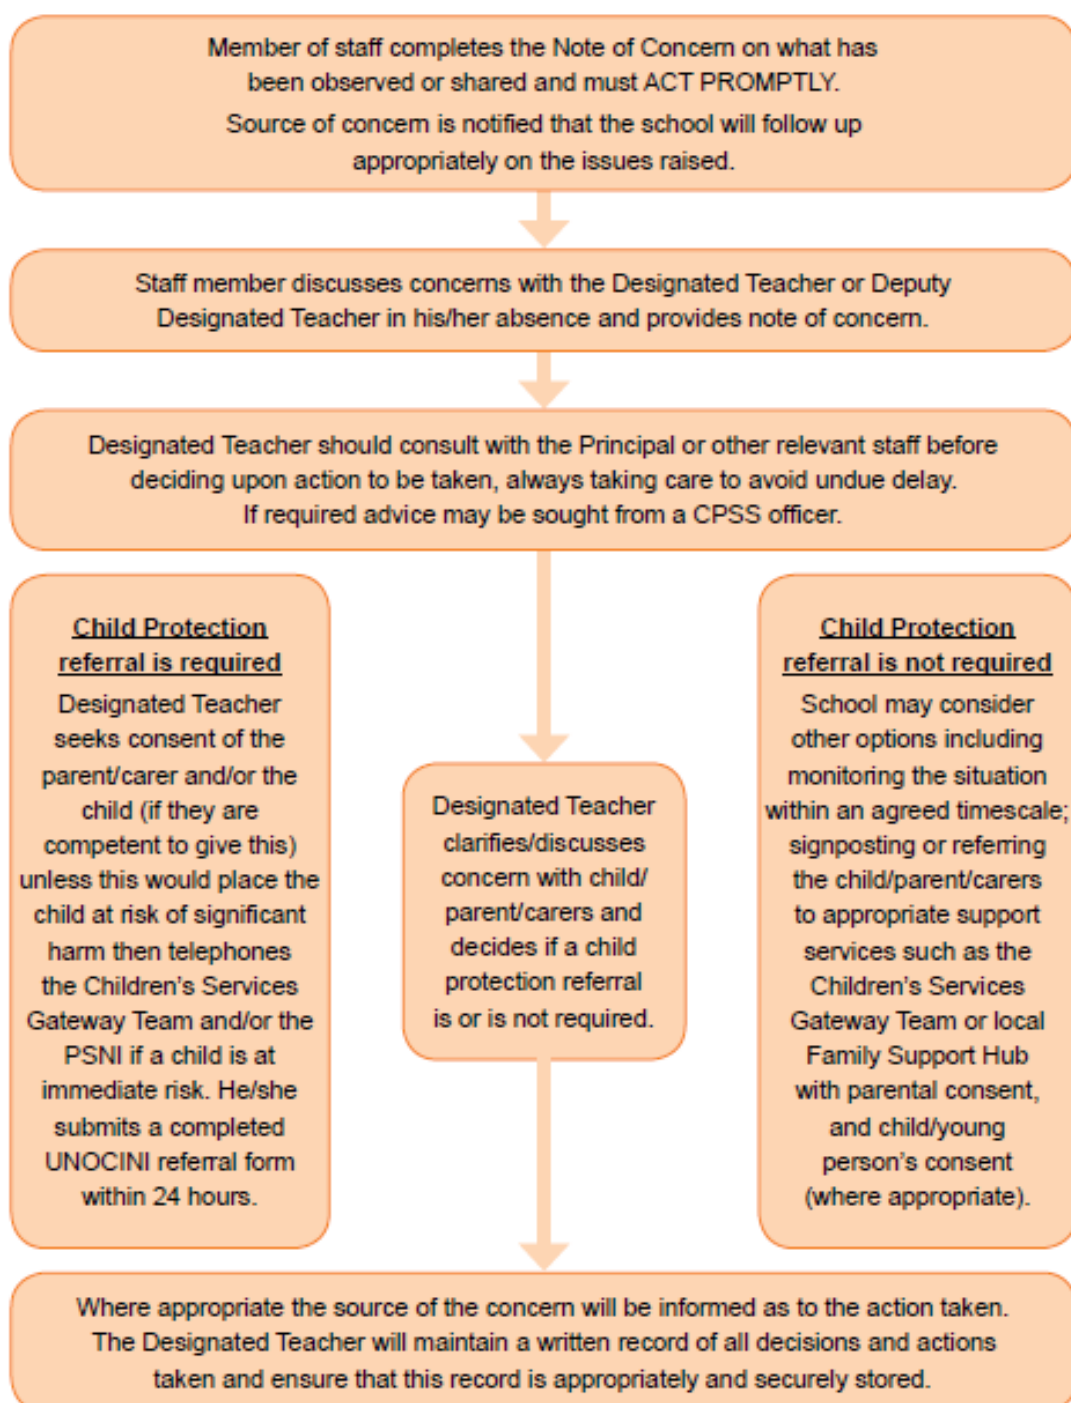 Member of staff completes the Note of Concern on what has
been observed or shared and must ACT PROMPTLY.
Source of concern is notified that the school will follow up
appropriately on the issues raised.
Staff member discusses concerns with the Designated Teacher or Deputy
Designated Teacher in his/her absence and provides note of concern.
Designated Teacher should consult with the Principal or other relevant staff before
deciding upon action to be taken, always taking care to avoid undue delay.
If required advice may be sought from a CPSS officer.
Child Protection
referral is required
Designated Teacher
seeks consent of the
parent/carer and/or the
child (if they are
competent to give this)
unless this would place the
child at risk of significant
harm then telephones
the Children's Services
Gateway Team and/or the
PSNI if a child is at
immediate risk. He/she
submits a completed
UNOCINI referral form
within 24 hours.
Designated Teacher
clarifies/discusses
concern with child/
parent/carers and
decides if a child
protection referral
is or is not required.
Child Protection
referral is not required
School may consider
other options including
monitoring the situation
within an agreed timescale;
signposting or referring
the child/parent/carers
to appropriate support
services such as the
Children's Services
Gateway Team or local
Family Support Hub
with parental consent,
and child/young
person's consent
(where appropriate).
Where appropriate the source of the concern will be informed as to the action taken.
The Designated Teacher will maintain a written record of all decisions and actions
taken and ensure that this record is appropriately and securely stored.